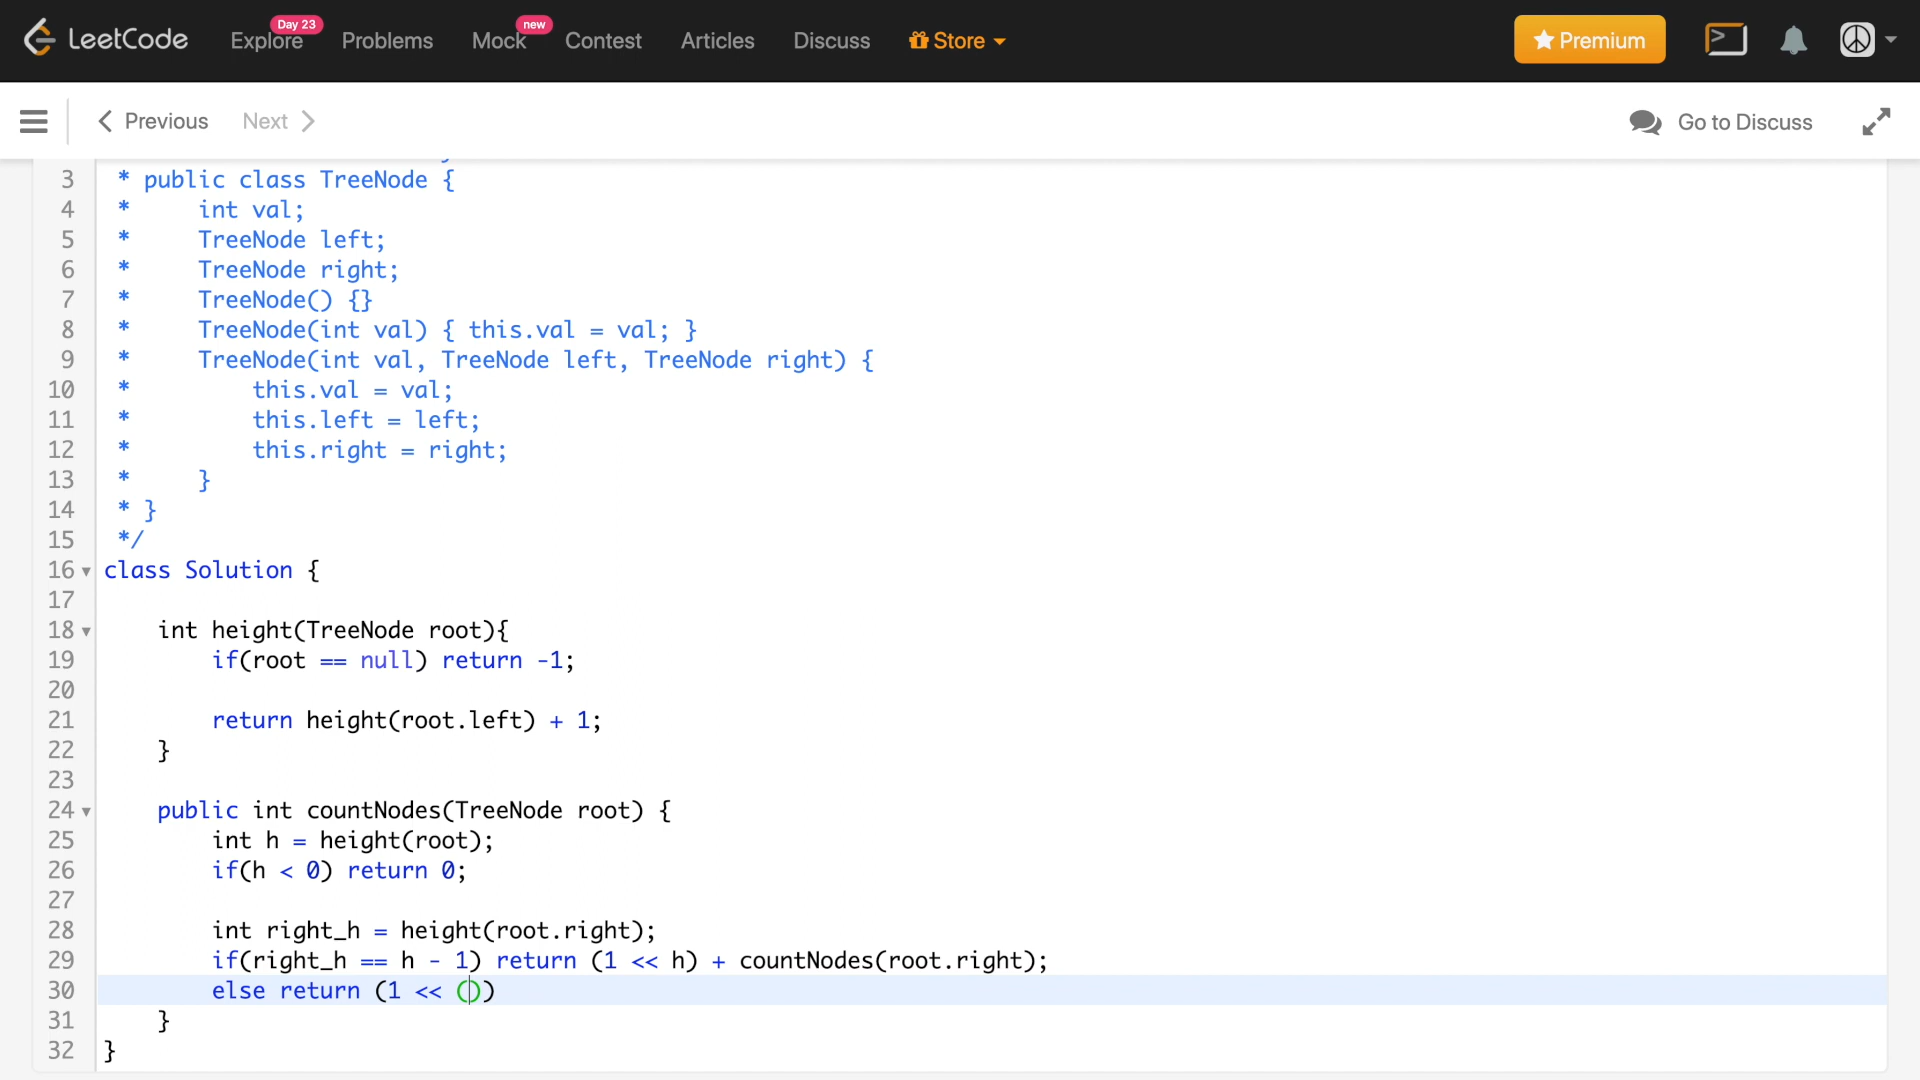 LeetCode Explore Day 23 Problems Mock new Contest Articles Discuss Store Premium
Previous Next Go to Discuss
3 * public class TreeNode {
4 * int val;
5 * TreeNode left;
6 * TreeNode right;
7 * TreeNode() {}
8 * TreeNode(int val) { this.val = val; }
9 * TreeNode(int val, TreeNode left, TreeNode right) {
10 * this.val = val;
11 * this.left = left;
12 * this.right = right;
13 * }
14 * }
15 */
16 class Solution {
17
18 int height(TreeNode root){
19 if(root == null) return -1;
20
21 return height(root.left) + 1;
22 }
23
24 public int countNodes(TreeNode root) {
25 int h = height(root);
26 if(h < 0) return 0;
27
28 int right_h = height(root.right);
29 if(right_h == h - 1) return (1 << h) + countNodes(root.right);
30 else return (1 << ())
31 }
32 }